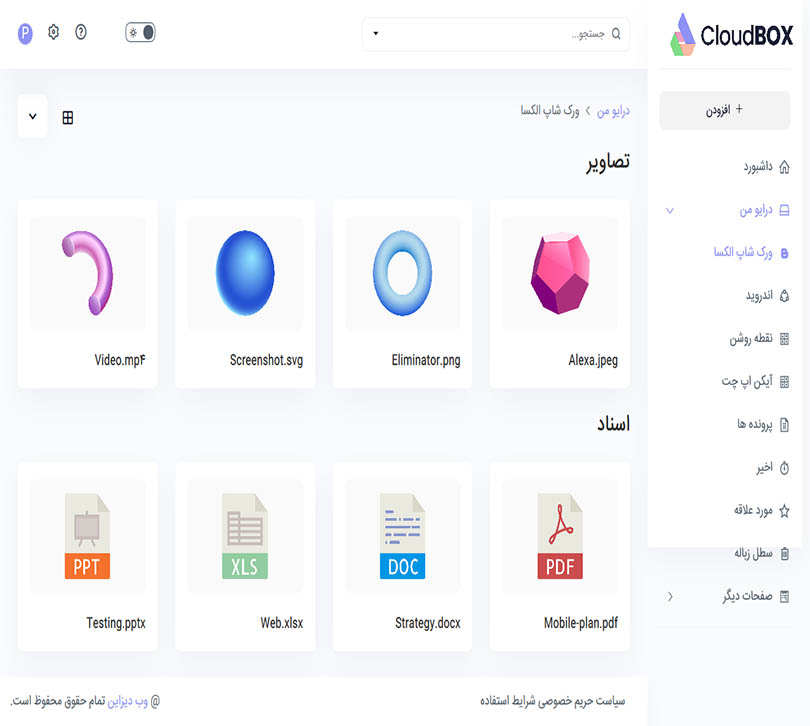 CloudBOX
جستجو...
P
+ افزودن
داشبورد
درایو من
ورک شاپ الکسا
اندروید
نقطه روشن
آیکن اپ چت
پرونده ها
اخیر
مورد علاقه
سطل زباله
صفحات دیگر
درایو من > ورک شاپ الکسا
تصاویر
Alexa.jpeg
Eliminator.png
Screenshot.svg
Video.mp۴
اسناد
PDF
Mobile-plan.pdf
DOC
Strategy.docx
XLS
Web.xlsx
PPT
Testing.pptx
سیاست حریم خصوصی شرایط استفاده
@ وب دیزاین تمام حقوق محفوظ است.